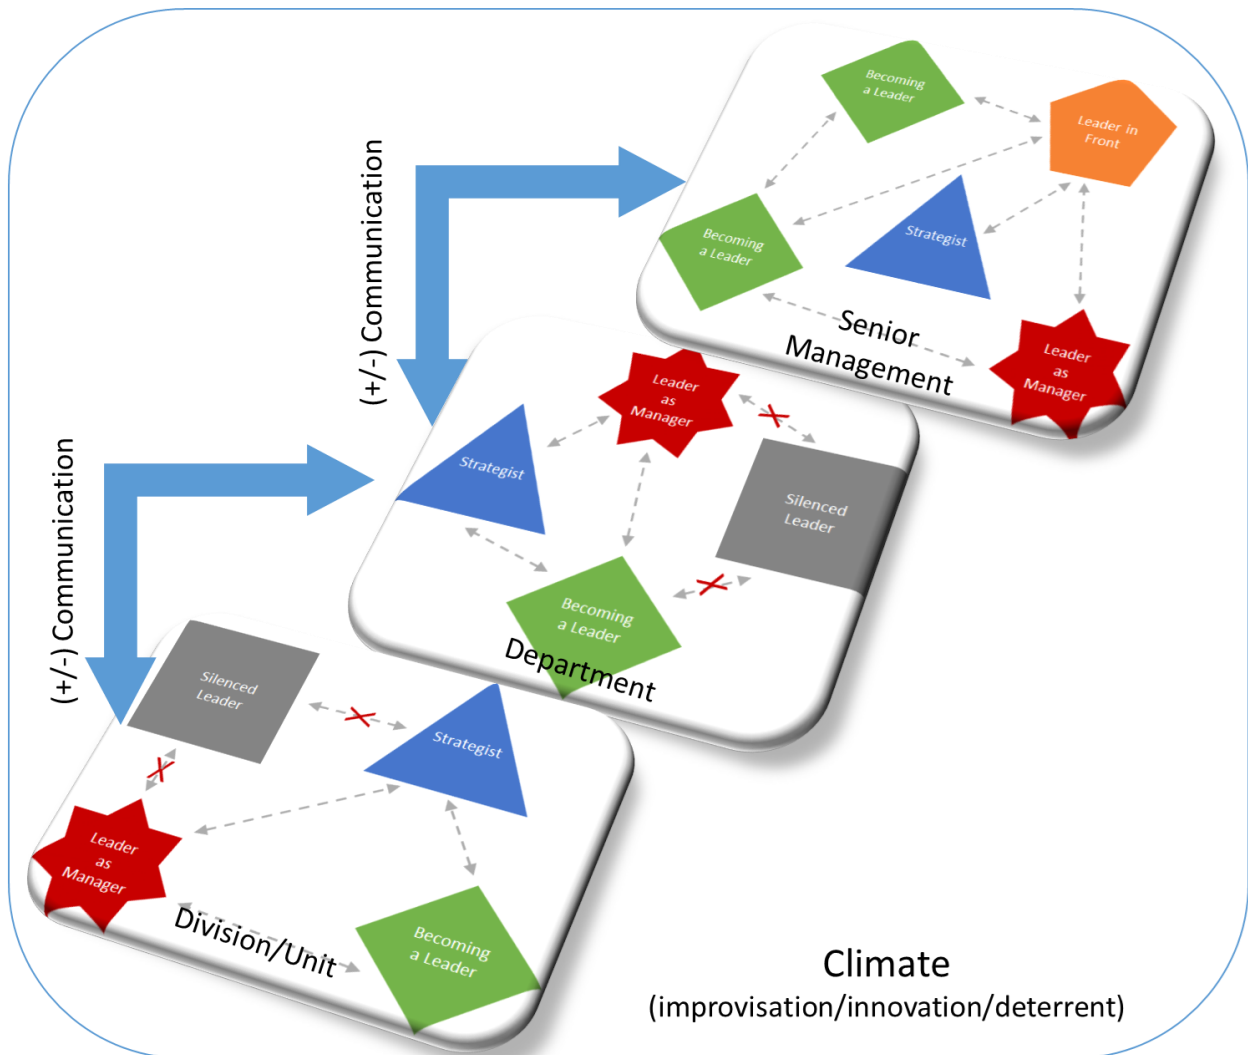 Becoming
a Leader
Leader in
Front
Becoming
a Leader
Strategist
Leader
as
Manager
Senior
Management
(+/-) Communication
Leader
as
Manager
Strategist
Silenced
Leader
Becoming
a Leader
Department
(+/-) Communication
Silenced
Leader
Strategist
Leader
as
Manager
Becoming
a Leader
Division/Unit
Climate
(improvisation/innovation/deterrent)